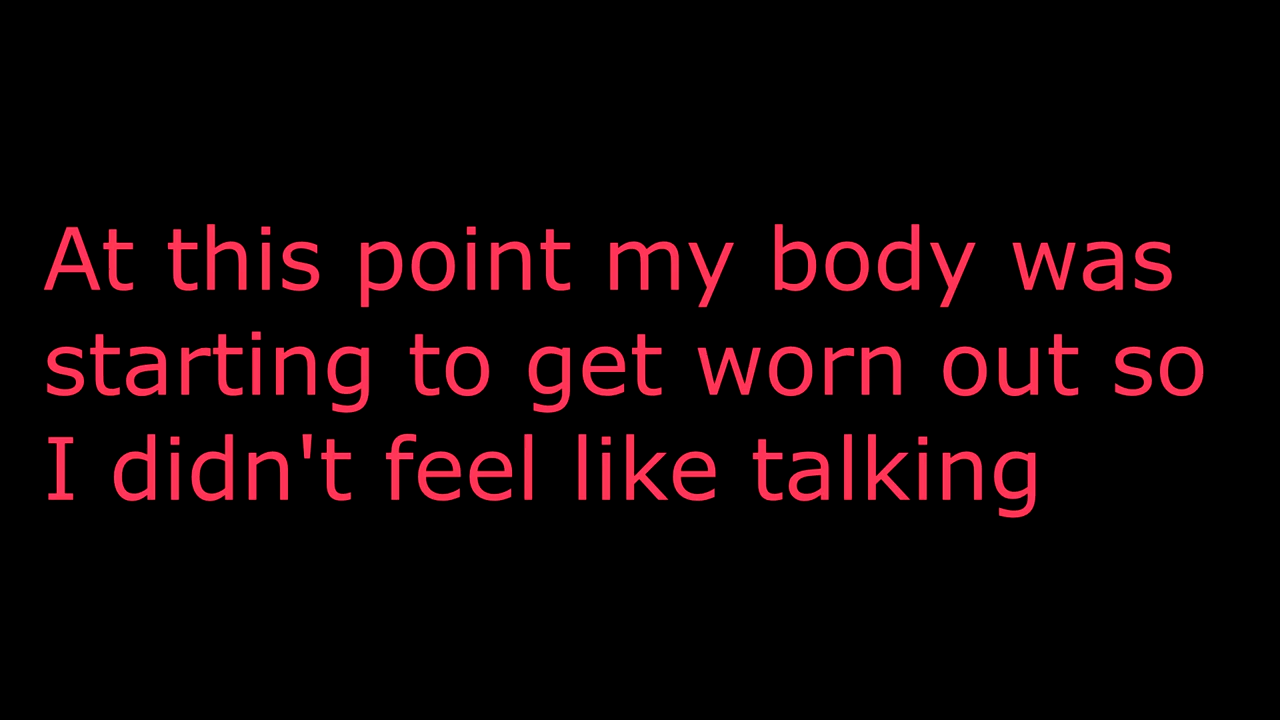 At this point my body was
starting to get worn out so
I didn't feel like talking